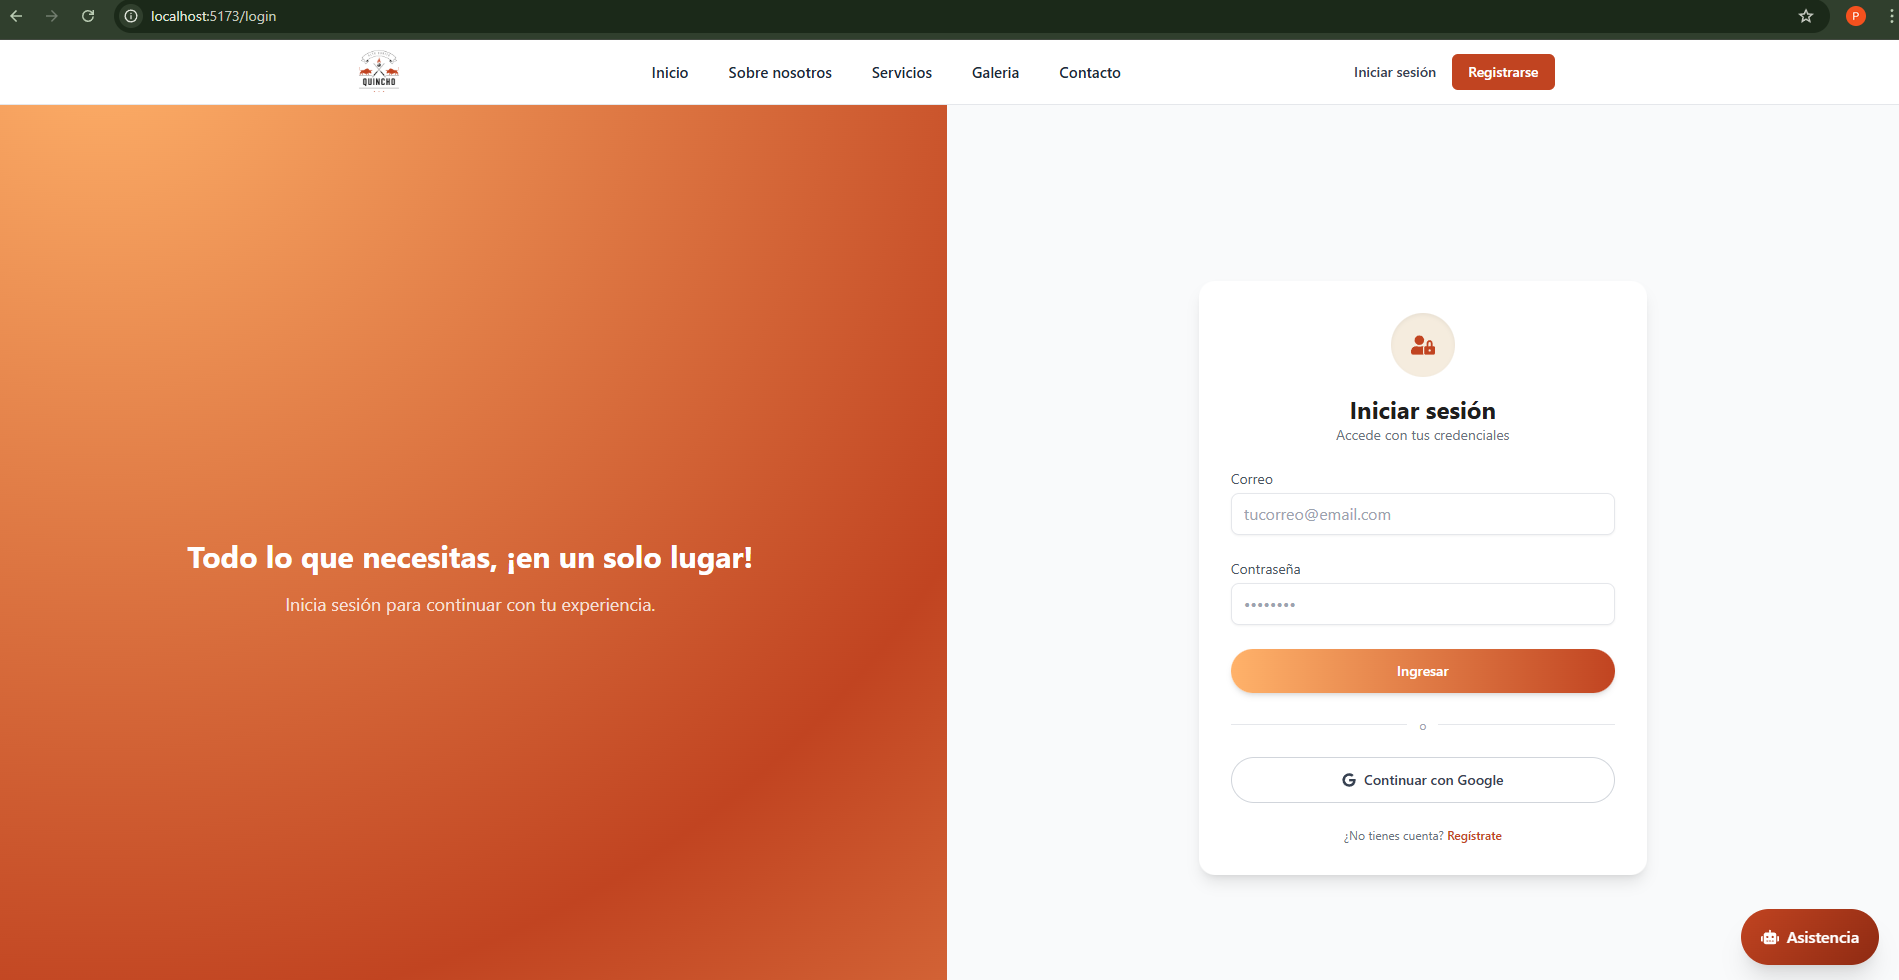 localhost:5173/login
P
QUINCHO
Inicio
Sobre nosotros
Servicios
Galeria
Contacto
Iniciar sesión
Registrarse
Todo lo que necesitas, ¡en un solo lugar!
Inicia sesión para continuar con tu experiencia.
Iniciar sesión
Accede con tus credenciales
Correo
tucorreo@email.com
Contraseña
••••••••
Ingresar
o
G Continuar con Google
¿No tienes cuenta? Regístrate
Asistencia